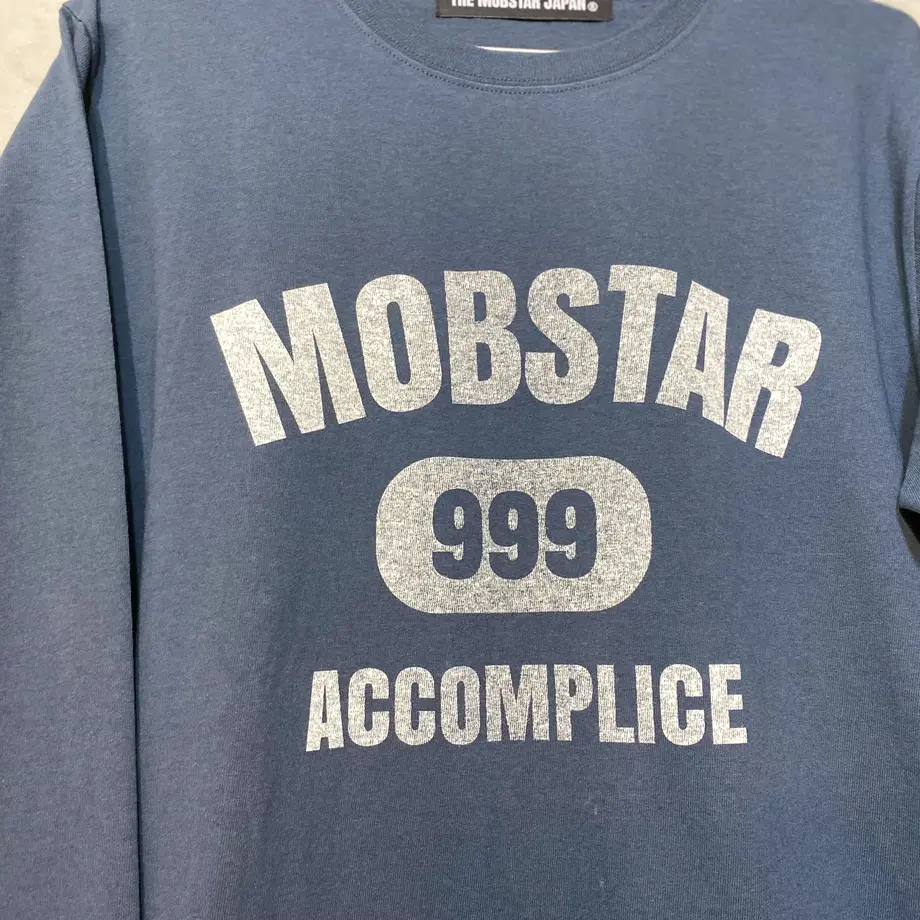 THE MOBSTAR JAPAN®
MOBSTAR
999
ACCOMPLICE